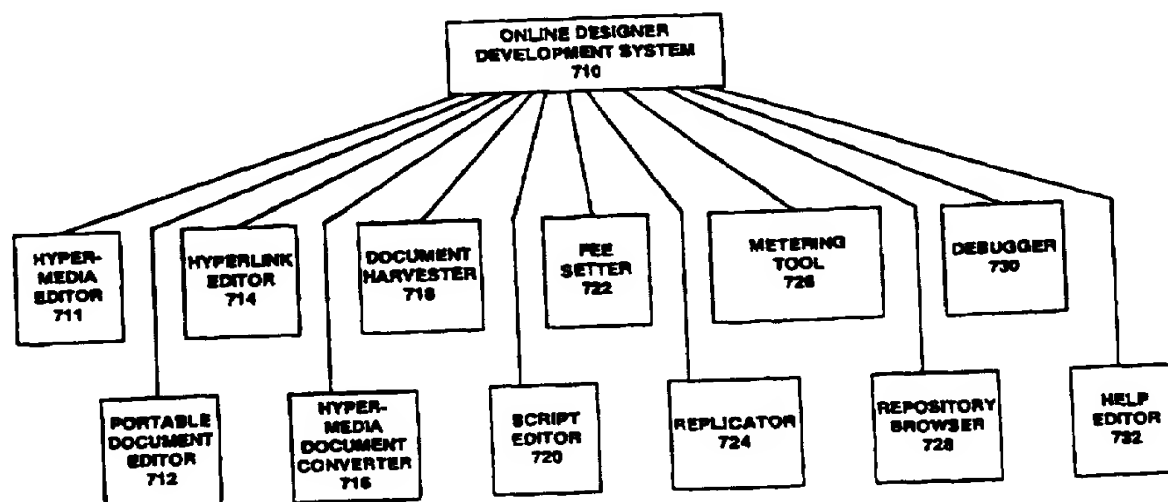 ONLINE DESIGNER
DEVELOPMENT SYSTEM
710
HYPER-
MEDIA
EDITOR
711
HYPERLINK
EDITOR
714
DOCUMENT
HARVESTER
718
FEE
SETTER
722
METERING
TOOL
726
DEBUGGER
730
PORTABLE
DOCUMENT
EDITOR
712
HYPER-
MEDIA
DOCUMENT
CONVERTER
716
SCRIPT
EDITOR
720
REPLICATOR
724
REPOSITORY
BROWSER
728
HELP
EDITOR
732